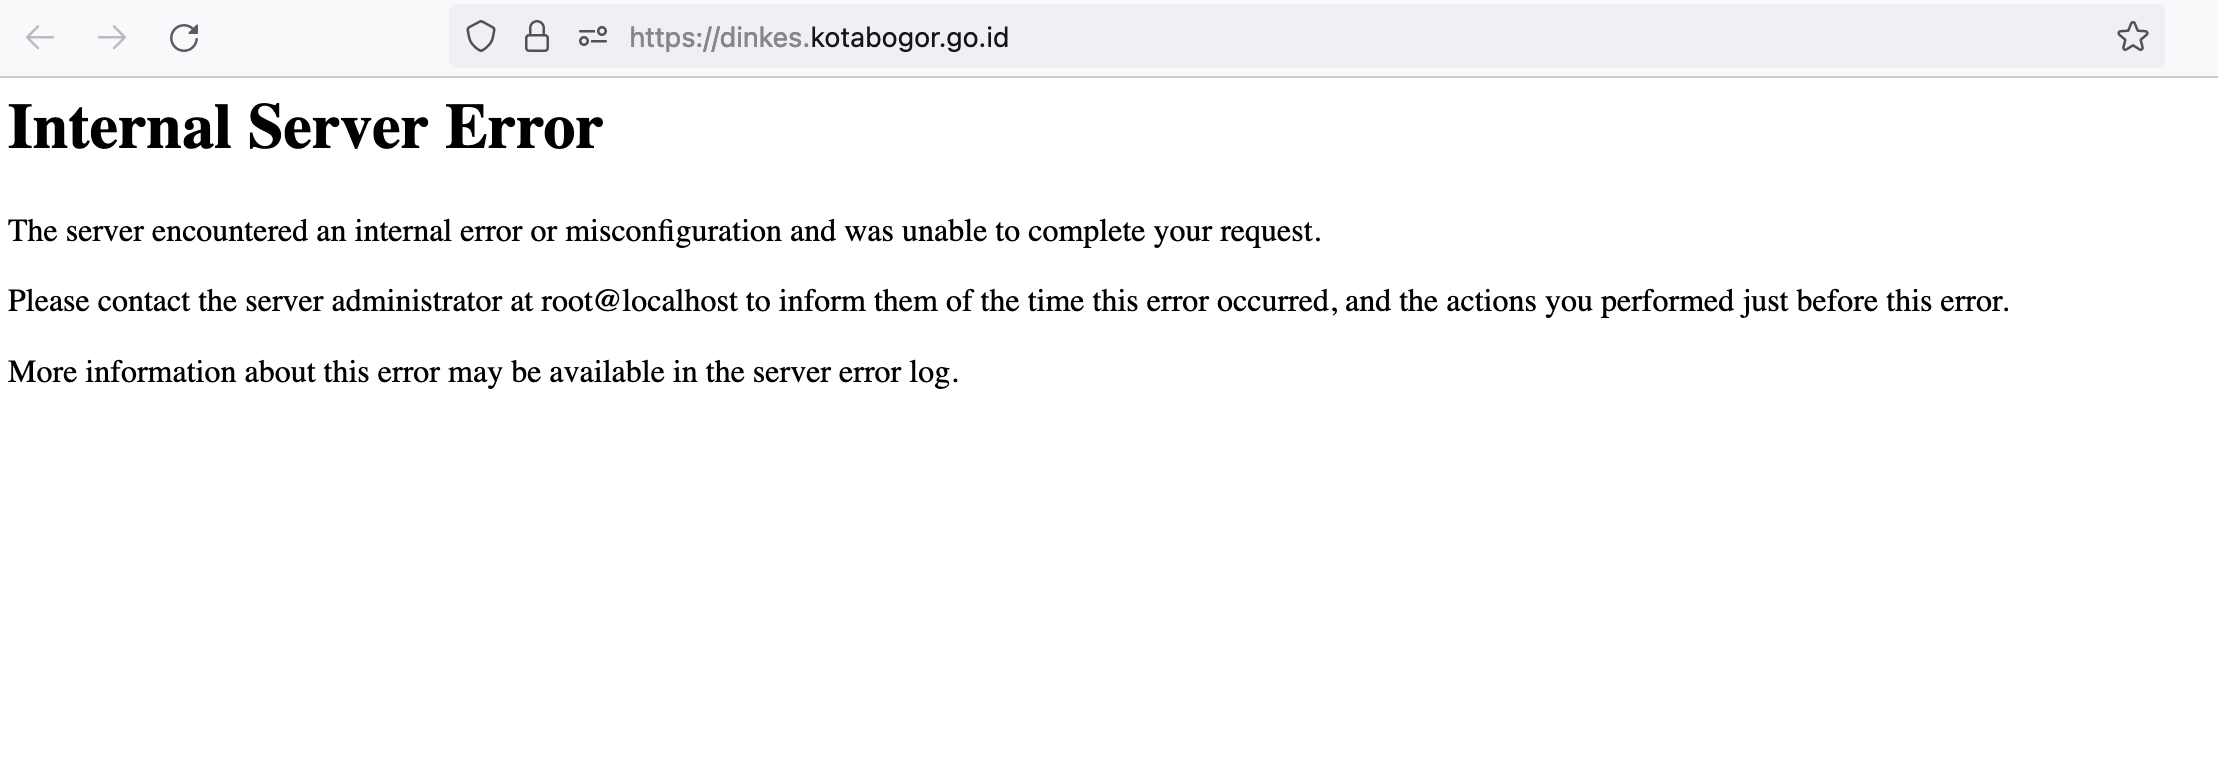 https://dinkes.kotabogor.go.id
Internal Server Error
The server encountered an internal error or misconfiguration and was unable to complete your request.
Please contact the server administrator at root@localhost to inform them of the time this error occurred, and the actions you performed just before this error.
More information about this error may be available in the server error log.